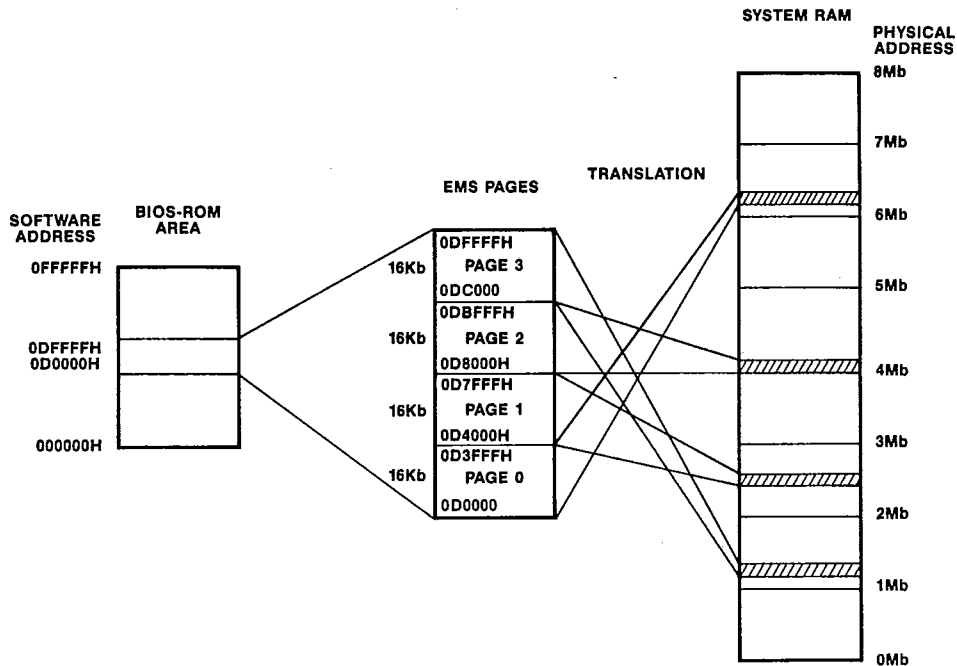 SYSTEM RAM
PHYSICAL
ADDRESS
8Mb
7Mb
6Mb
5Mb
4Mb
3Mb
2Mb
1Mb
0Mb
TRANSLATION
EMS PAGES
0DFFFFH
16Kb PAGE 3
0DC000
0DBFFFH
16Kb PAGE 2
0D8000H
0D7FFFH
16Kb PAGE 1
0D4000H
0D3FFFH
16Kb PAGE 0
0D0000
BIOS-ROM
AREA
SOFTWARE
ADDRESS
0FFFFFH
0DFFFFH
0D0000H
000000H